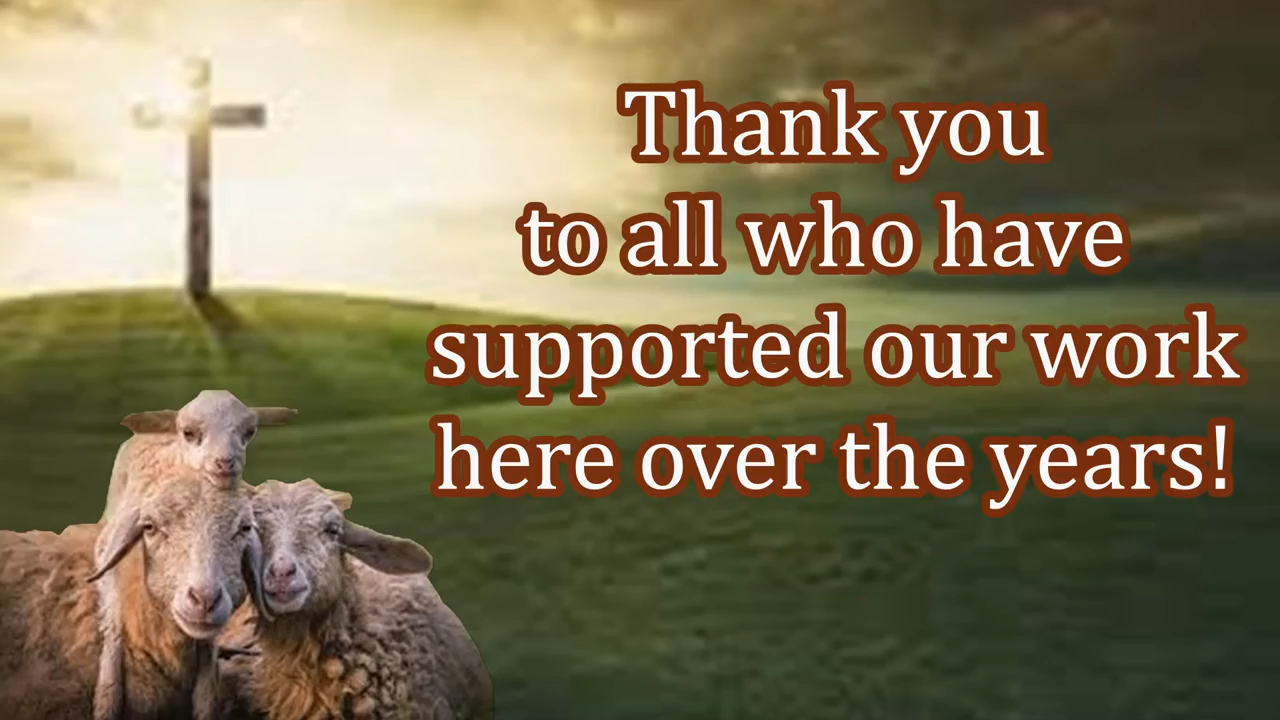 Thank you
to all who have
supported our work
here over the years!